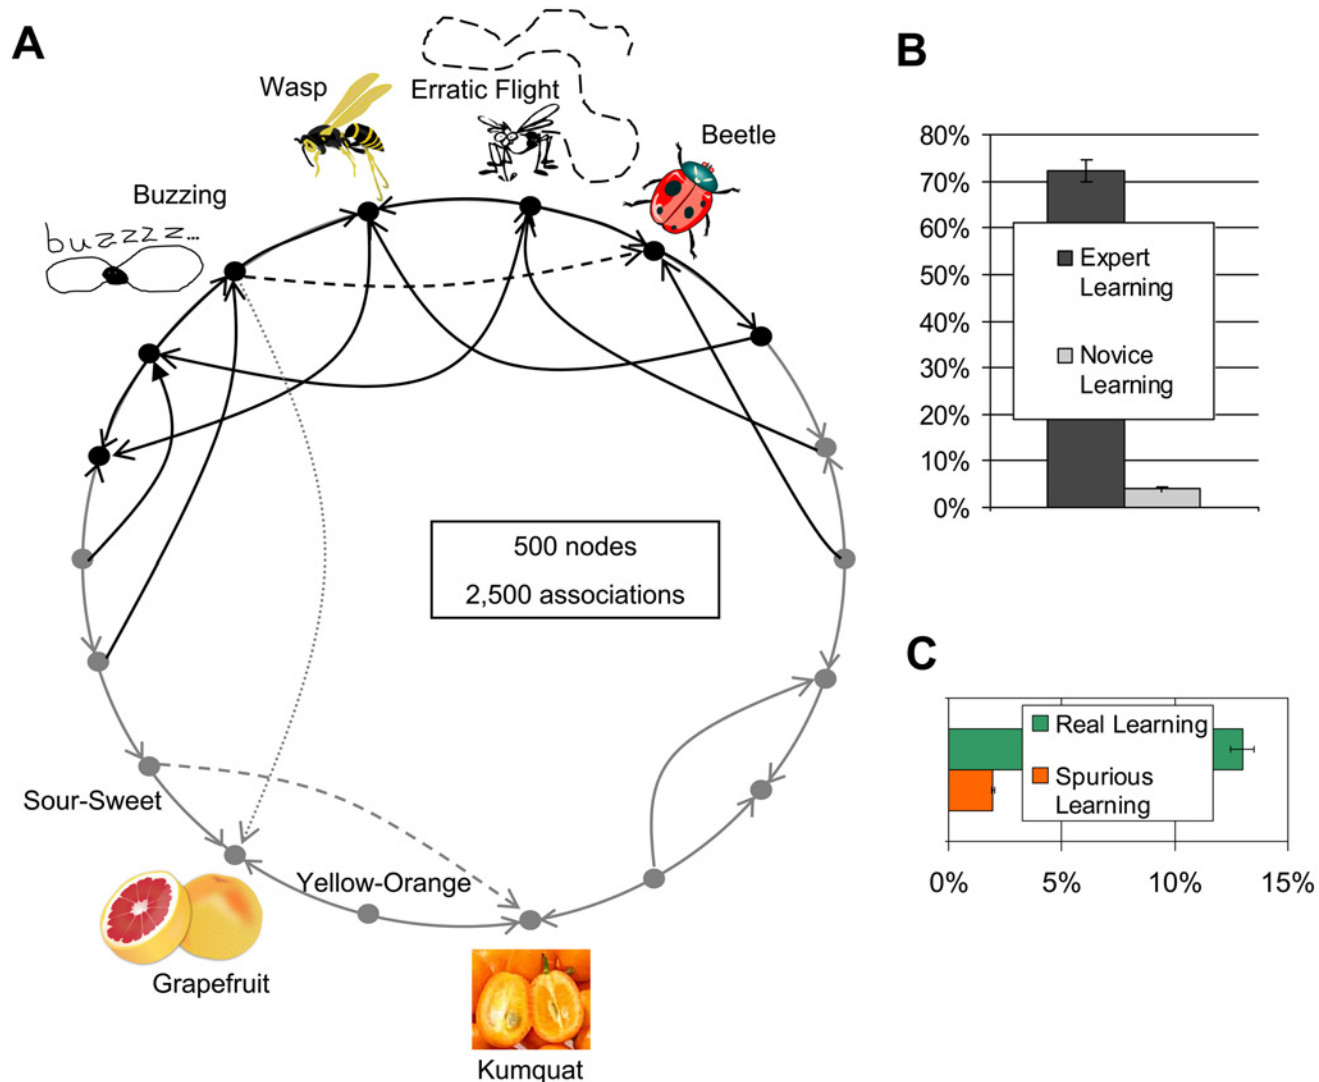 A
Wasp
Erratic Flight
Beetle
Buzzing
buzzzz...
500 nodes
2,500 associations
Sour-Sweet
Yellow-Orange
Grapefruit
Kumquat
B
80%
70%
60%
50%
40%
30%
20%
10%
0%
Expert
Learning
Novice
Learning
C
Real Learning
Spurious
Learning
0%
5%
10%
15%